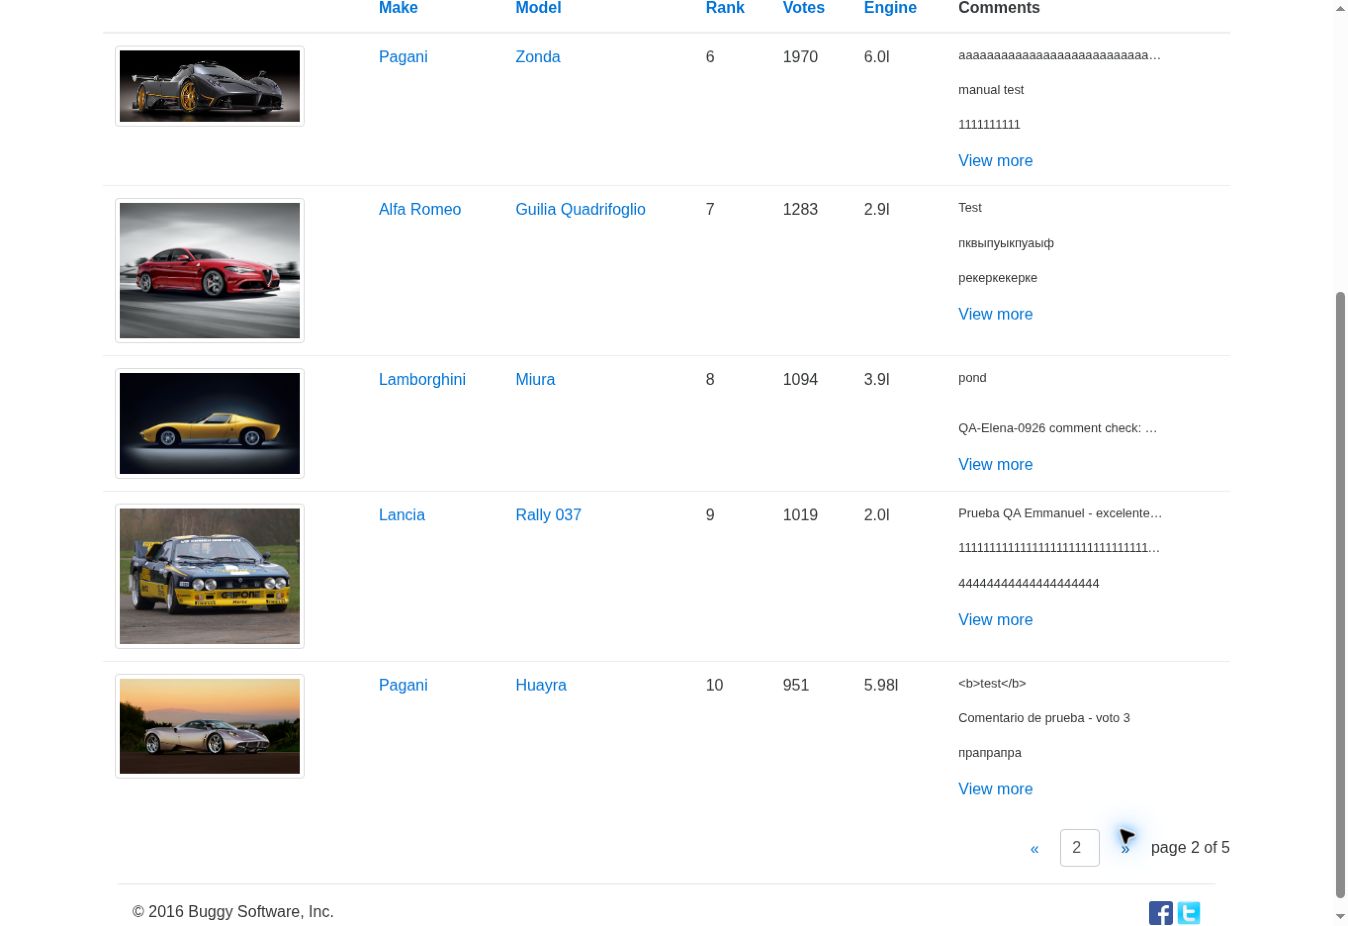 Make Model Rank Votes Engine Comments
Pagani Zonda 6 1970 6.0l aaaaaaaaaaaaaaaaaaaaaaaaaaa...
manual test
1111111111
View more
Alfa Romeo Guilia Quadrifoglio 7 1283 2.9l Test
пквыпуыкпуаыф
рекеркекерке
View more
Lamborghini Miura 8 1094 3.9l pond
QA-Elena-0926 comment check: ...
View more
Lancia Rally 037 9 1019 2.0l Prueba QA Emmanuel - excelente...
1111111111111111111111111111111...
44444444444444444444
View more
GRIFONE
Pagani Huayra 10 951 5.98l <b>test</b>
Comentario de prueba - voto 3
прапрапра
View more
« 2 » page 2 of 5
© 2016 Buggy Software, Inc.